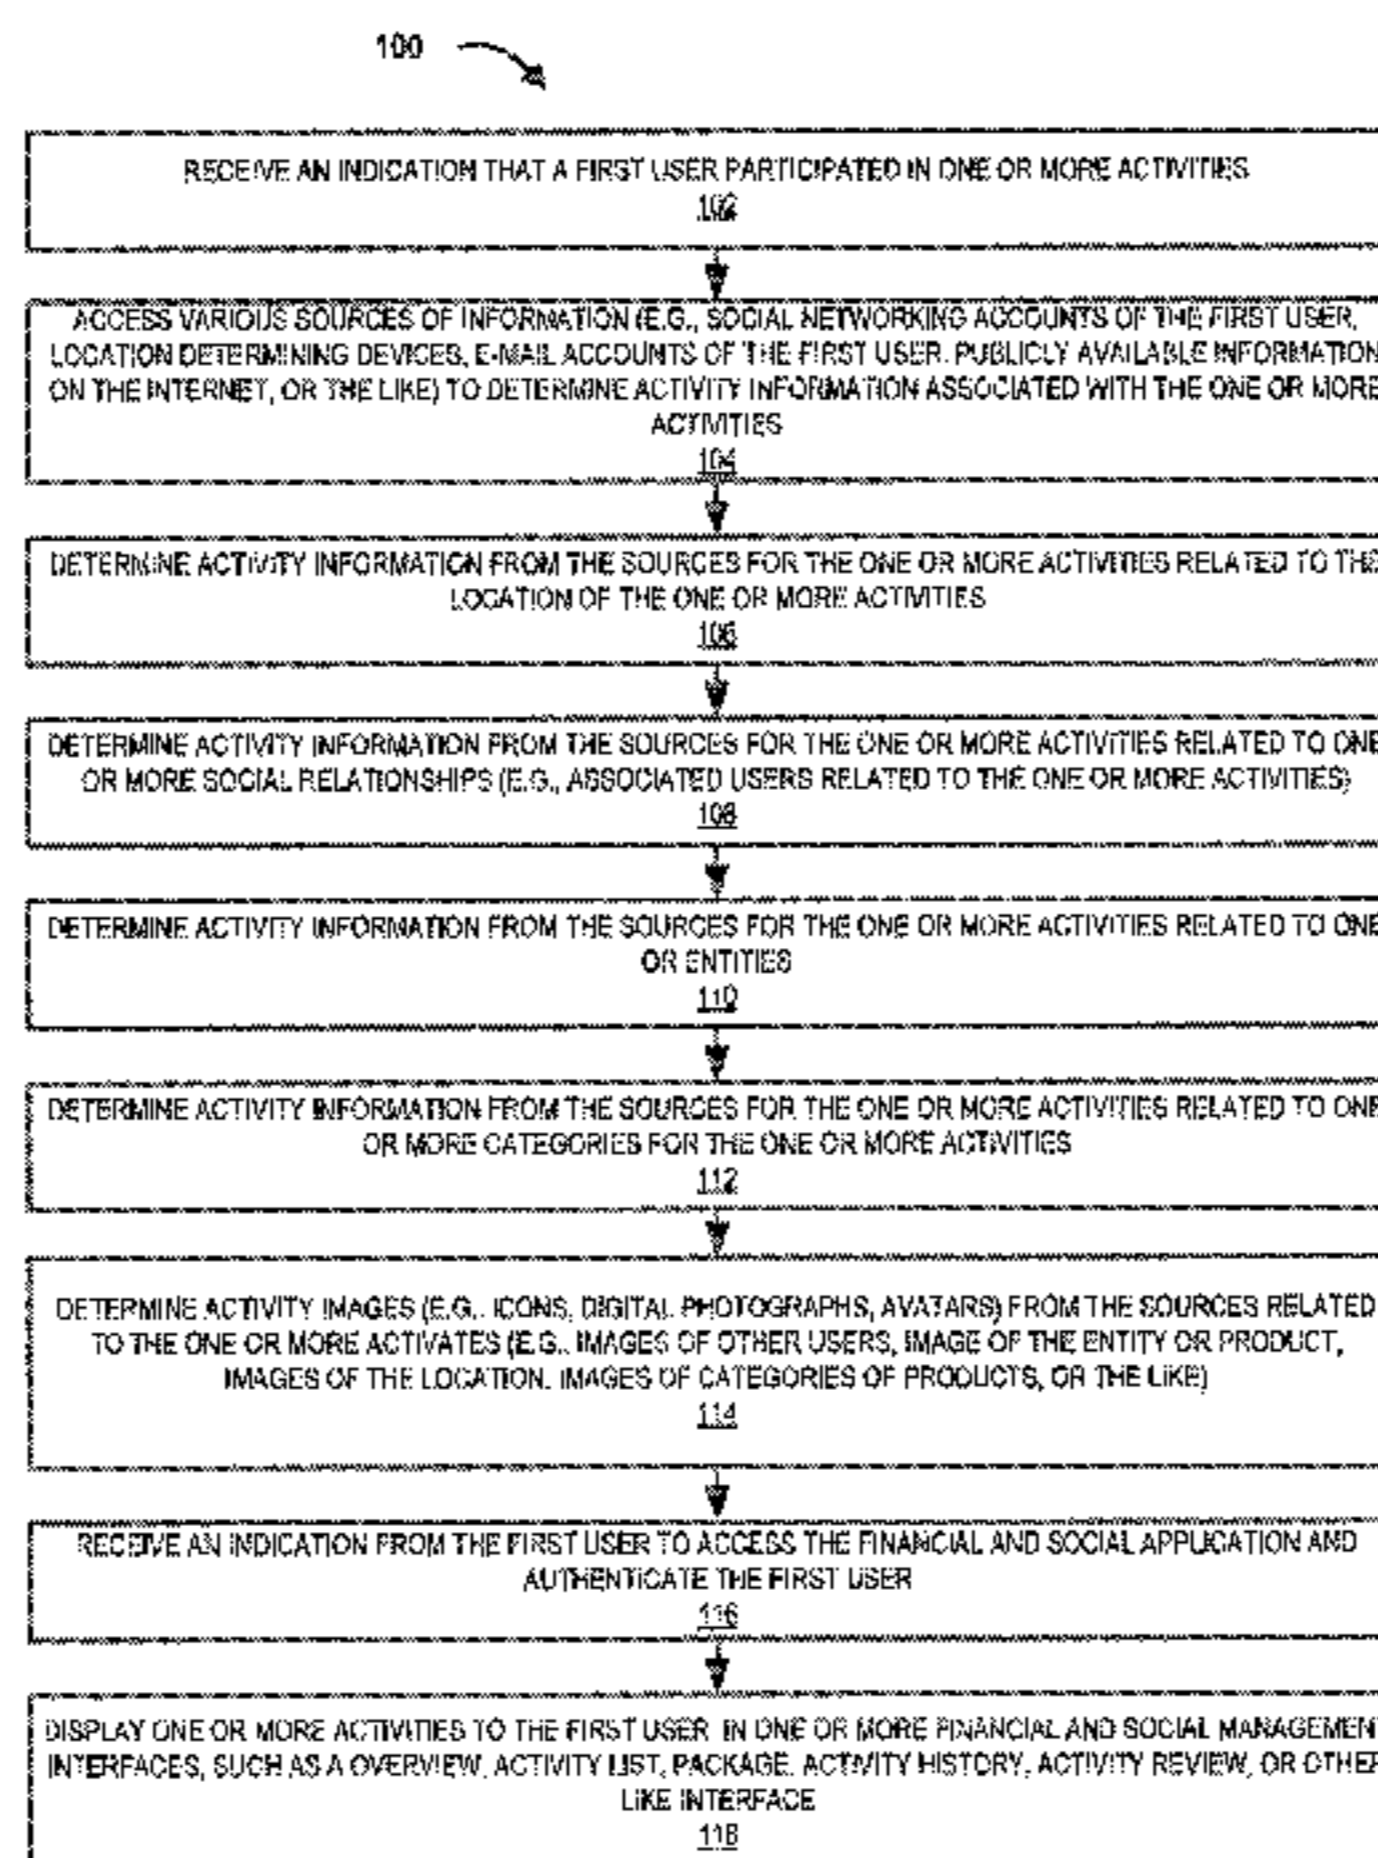 100
RECEIVE AN INDICATION THAT A FIRST USER PARTICIPATED IN ONE OR MORE ACTIVITIES
102
ACCESS VARIOUS SOURCES OF INFORMATION (E.G., SOCIAL NETWORKING ACCOUNTS OF THE FIRST USER,
LOCATION DETERMINING DEVICES, E-MAIL ACCOUNTS OF THE FIRST USER, PUBLICLY AVAILABLE INFORMATION
ON THE INTERNET, OR THE LIKE) TO DETERMINE ACTIVITY INFORMATION ASSOCIATED WITH THE ONE OR MORE
ACTIVITIES
104
DETERMINE ACTIVITY INFORMATION FROM THE SOURCES FOR THE ONE OR MORE ACTIVITIES RELATED TO THE
LOCATION OF THE ONE OR MORE ACTIVITIES
106
DETERMINE ACTIVITY INFORMATION FROM THE SOURCES FOR THE ONE OR MORE ACTIVITIES RELATED TO ONE
OR MORE SOCIAL RELATIONSHIPS (E.G., ASSOCIATED USERS RELATED TO THE ONE OR MORE ACTIVITIES)
108
DETERMINE ACTIVITY INFORMATION FROM THE SOURCES FOR THE ONE OR MORE ACTIVITIES RELATED TO ONE
OR ENTITIES
110
DETERMINE ACTIVITY INFORMATION FROM THE SOURCES FOR THE ONE OR MORE ACTIVITIES RELATED TO ONE
OR MORE CATEGORIES FOR THE ONE OR MORE ACTIVITIES
112
DETERMINE ACTIVITY IMAGES (E.G., ICONS, DIGITAL PHOTOGRAPHS, AVATARS) FROM THE SOURCES RELATED
TO THE ONE OR MORE ACTIVATES (E.G., IMAGES OF OTHER USERS, IMAGE OF THE ENTITY OR PRODUCT,
IMAGES OF THE LOCATION, IMAGES OF CATEGORIES OF PRODUCTS, OR THE LIKE)
114
RECEIVE AN INDICATION FROM THE FIRST USER TO ACCESS THE FINANCIAL AND SOCIAL APPLICATION AND
AUTHENTICATE THE FIRST USER
116
DISPLAY ONE OR MORE ACTIVITIES TO THE FIRST USER IN ONE OR MORE FINANCIAL AND SOCIAL MANAGEMENT
INTERFACES, SUCH AS A OVERVIEW, ACTIVITY LIST, PACKAGE, ACTIVITY HISTORY, ACTIVITY REVIEW, OR OTHER
LIKE INTERFACE
118